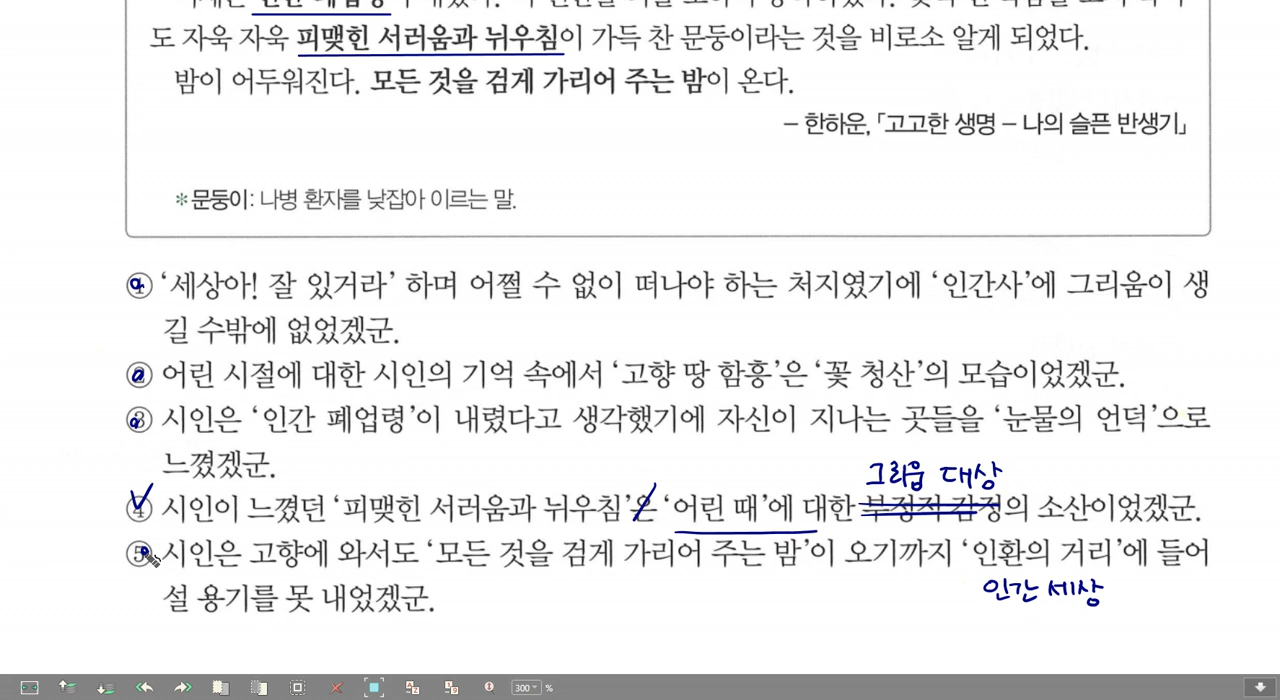 도 자욱 자욱 피맺힌 서러움과 뉘우침이 가득 찬 문둥이라는 것을 비로소 알게 되었다.
밤이 어두워진다. 모든 것을 검게 가리어 주는 밤이 온다.
– 한하운, 「고고한 생명 – 나의 슬픈 반생기」
*문둥이: 나병 환자를 낮잡아 이르는 말.
① ‘세상아! 잘 있거라’ 하며 어쩔 수 없이 떠나야 하는 처지였기에 ‘인간사’에 그리움이 생
길 수밖에 없었겠군.
② 어린 시절에 대한 시인의 기억 속에서 ‘고향 땅 함흥’은 ‘꽃 청산’의 모습이었겠군.
③ 시인은 ‘인간 폐업령’이 내렸다고 생각했기에 자신이 지나는 곳들을 ‘눈물의 언덕’으로
느꼈겠군.
그리움 대상
④ 시인이 느꼈던 ‘피맺힌 서러움과 뉘우침’은 ‘어린 때’에 대한 부정적 감정의 소산이었겠군.
⑤ 시인은 고향에 와서도 ‘모든 것을 검게 가리어 주는 밤’이 오기까지 ‘인환의 거리’에 들어
인간 세상
설 용기를 못 내었겠군.
300 %